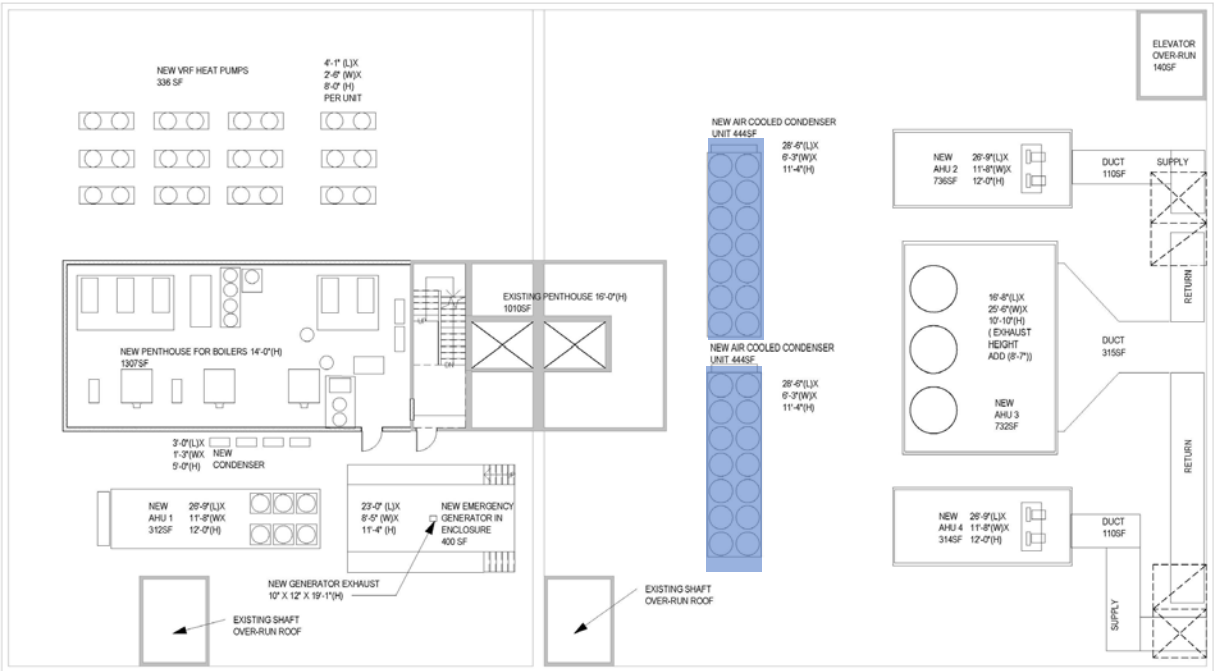 NEW VRF HEAT PUMPS
336 SF
4'-1" (L)X
2'-6" (W)X
8'-0" (H)
PER UNIT
ELEVATOR
OVER-RUN
140SF
NEW AIR COOLED CONDENSER
UNIT 444SF
28'-6"(L)X
6'-3"(W)X
11'-4"(H)
NEW
AHU 2
736SF
26'-9"(L)X
11'-8"(W)X
12'-0"(H)
DUCT
110SF
SUPPLY
RETURN
EXISTING PENTHOUSE 16'-0"(H)
1010SF
UP
DN
NEW PENTHOUSE FOR BOILERS 14'-0"(H)
1307SF
NEW AIR COOLED CONDENSER
UNIT 444SF
28'-6"(L)X
6'-3"(W)X
11'-4"(H)
16'-8"(L)X
25'-6"(W)X
10'-10"(H)
( EXHAUST
HEIGHT
ADD (8'-7"))
NEW
AHU 3
732SF
DUCT
315SF
RETURN
3'-0"(L)X
1'-3"(WX
5'-0"(H)
NEW
CONDENSER
NEW
AHU 1
312SF
26'-9"(L)X
11'-8"(WX
12'-0"(H)
23'-0" (L)X
8'-5" (W)X
11'-4" (H)
NEW EMERGENCY
GENERATOR IN
ENCLOSURE
400 SF
NEW
AHU 4
314SF
26'-9"(L)X
11'-8"(W)X
12'-0"(H)
DUCT
110SF
SUPPLY
NEW GENERATOR EXHAUST
10" X 12" X 19'-1"(H)
EXISTING SHAFT
OVER-RUN ROOF
EXISTING SHAFT
OVER-RUN ROOF